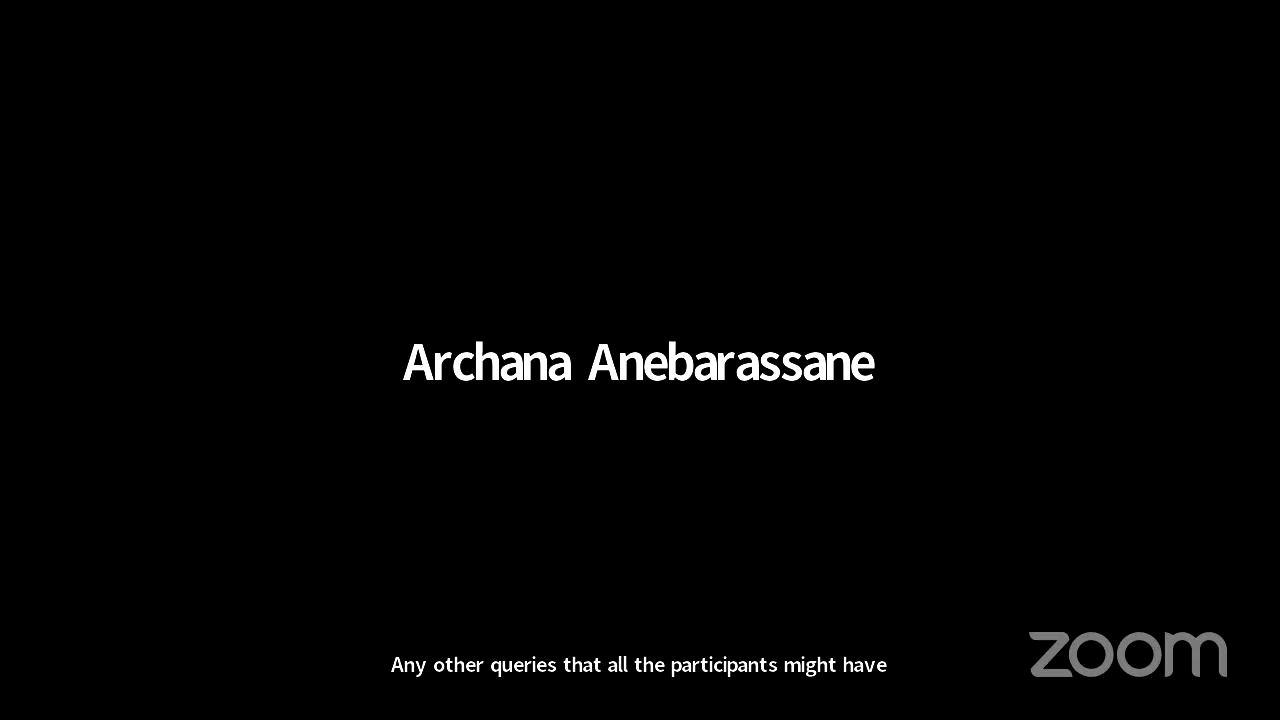 Archana Anebarassane
Any other queries that all the participants might have
zoom